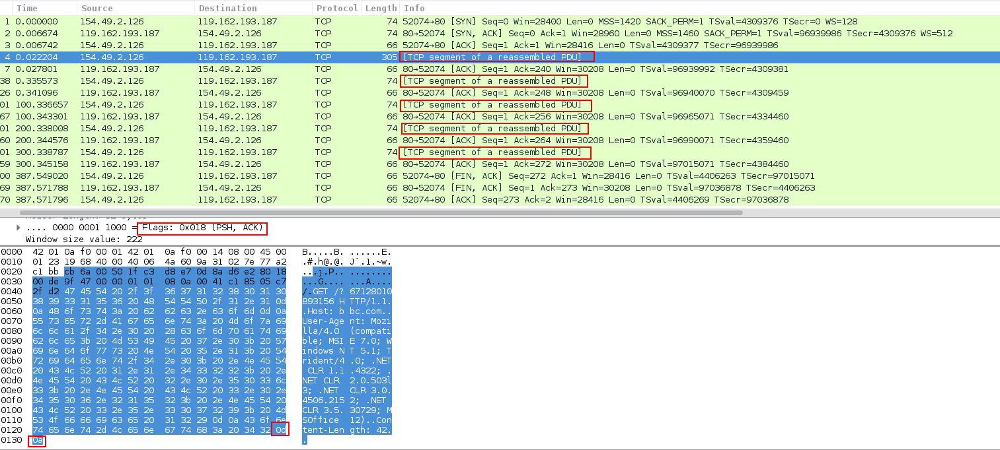 Time Source Destination Protocol Length Info
1 0.000000 154.49.2.126 119.162.193.187 TCP 74 52074→80 [SYN] Seq=0 Win=28400 Len=0 MSS=1420 SACK_PERM=1 TSval=4309376 TSecr=0 WS=128
2 0.006674 119.162.193.187 154.49.2.126 TCP 74 80→52074 [SYN, ACK] Seq=0 Ack=1 Win=28960 Len=0 MSS=1460 SACK_PERM=1 TSval=96939986 TSecr=4309376 WS=512
3 0.006742 154.49.2.126 119.162.193.187 TCP 66 52074→80 [ACK] Seq=1 Ack=1 Win=28416 Len=0 TSval=4309377 TSecr=96939986
4 0.022204 154.49.2.126 119.162.193.187 TCP 305 [TCP segment of a reassembled PDU]
7 0.027801 119.162.193.187 154.49.2.126 TCP 66 80→52074 [ACK] Seq=1 Ack=240 Win=30208 Len=0 TSval=96939992 TSecr=4309381
38 0.335573 154.49.2.126 119.162.193.187 TCP 74 [TCP segment of a reassembled PDU]
26 0.341096 119.162.193.187 154.49.2.126 TCP 66 80→52074 [ACK] Seq=1 Ack=248 Win=30208 Len=0 TSval=96940070 TSecr=4309459
01 100.336657 154.49.2.126 119.162.193.187 TCP 74 [TCP segment of a reassembled PDU]
67 100.343301 119.162.193.187 154.49.2.126 TCP 66 80→52074 [ACK] Seq=1 Ack=256 Win=30208 Len=0 TSval=96965071 TSecr=4334460
01 200.338008 154.49.2.126 119.162.193.187 TCP 74 [TCP segment of a reassembled PDU]
60 200.344576 119.162.193.187 154.49.2.126 TCP 66 80→52074 [ACK] Seq=1 Ack=264 Win=30208 Len=0 TSval=96990071 TSecr=4359460
01 300.338787 154.49.2.126 119.162.193.187 TCP 74 [TCP segment of a reassembled PDU]
59 300.345158 119.162.193.187 154.49.2.126 TCP 66 80→52074 [ACK] Seq=1 Ack=272 Win=30208 Len=0 TSval=97015071 TSecr=4384460
00 387.549020 154.49.2.126 119.162.193.187 TCP 66 52074→80 [FIN, ACK] Seq=272 Ack=1 Win=28416 Len=0 TSval=4406263 TSecr=97015071
69 387.571788 119.162.193.187 154.49.2.126 TCP 66 80→52074 [FIN, ACK] Seq=1 Ack=273 Win=30208 Len=0 TSval=97036878 TSecr=4406263
70 387.571796 154.49.2.126 119.162.193.187 TCP 66 52074→80 [ACK] Seq=273 Ack=2 Win=28416 Len=0 TSval=4406269 TSecr=97036878
.... 0000 0001 1000 = Flags: 0x018 (PSH, ACK)
Window size value: 222
0000 42 01 0a f0 00 01 42 01 0a f0 00 14 08 00 45 00 B.....B. ......E.
0010 01 23 19 68 40 00 40 06 4a 60 9a 31 02 7e 77 a2 .#.h@.@. J`.1.~w.
0020 c1 bb cb 6a 00 50 1f c3 d8 e7 0d 8a d6 e2 80 18 ...j.P.. ........
0030 00 de 9f 47 00 00 01 01 08 0a 00 41 c1 85 05 c7 ...G.... ...A....
0040 2f d2 47 45 54 20 2f 3f 36 37 31 32 38 30 31 30 /.GET /? 67128010
0050 38 39 33 31 35 36 20 48 54 54 50 2f 31 2e 31 0d 893156 H TTP/1.1.
0060 0a 48 6f 73 74 3a 20 62 62 63 2e 63 6f 6d 0d 0a .Host: b bc.com..
0070 55 73 65 72 2d 41 67 65 6e 74 3a 20 4d 6f 7a 69 User-Age nt: Mozi
0080 6c 6c 61 2f 34 2e 30 20 28 63 6f 6d 70 61 74 69 lla/4.0 (compati
0090 62 6c 65 3b 20 4d 53 49 45 20 37 2e 30 3b 20 57 ble; MSI E 7.0; W
00a0 69 6e 64 6f 77 73 20 4e 54 20 35 2e 31 3b 20 54 indows N T 5.1; T
00b0 72 69 64 65 6e 74 2f 34 2e 30 3b 20 2e 4e 45 54 rident/4 .0; .NET
00c0 20 43 4c 52 20 31 2e 31 2e 34 33 32 32 3b 20 2e CLR 1.1 .4322; .
00d0 4e 45 54 20 43 4c 52 20 32 2e 30 2e 35 30 33 6c NET CLR 2.0.503l
00e0 33 3b 20 2e 4e 45 54 20 43 4c 52 20 33 2e 30 2e 3; .NET CLR 3.0.
00f0 34 35 30 36 2e 32 31 35 32 3b 20 2e 4e 45 54 20 4506.215 2; .NET
0100 43 4c 52 20 33 2e 35 2e 33 30 37 32 39 3b 20 4d CLR 3.5. 30729; M
0110 53 4f 66 66 69 63 65 20 31 32 29 0d 0a 43 6f 6e SOffice 12)..Con
0120 74 65 6e 74 2d 4c 65 6e 67 74 68 3a 20 34 32 0d tent-Len gth: 42.
0130 0a .